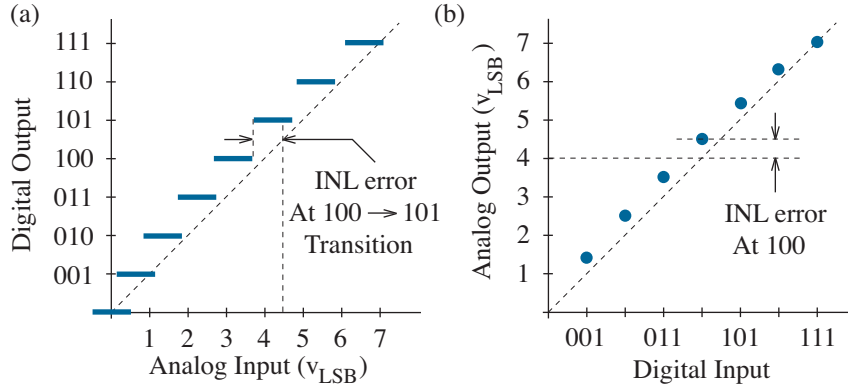 (a)
111
110
101
100
011
010
001
Digital Output
INL error
At 100 → 101
Transition
1 2 3 4 5 6 7
Analog Input (v_LSB)
(b)
7
6
5
4
3
2
1
Analog Output (v_LSB)
INL error
At 100
001 011 101 111
Digital Input